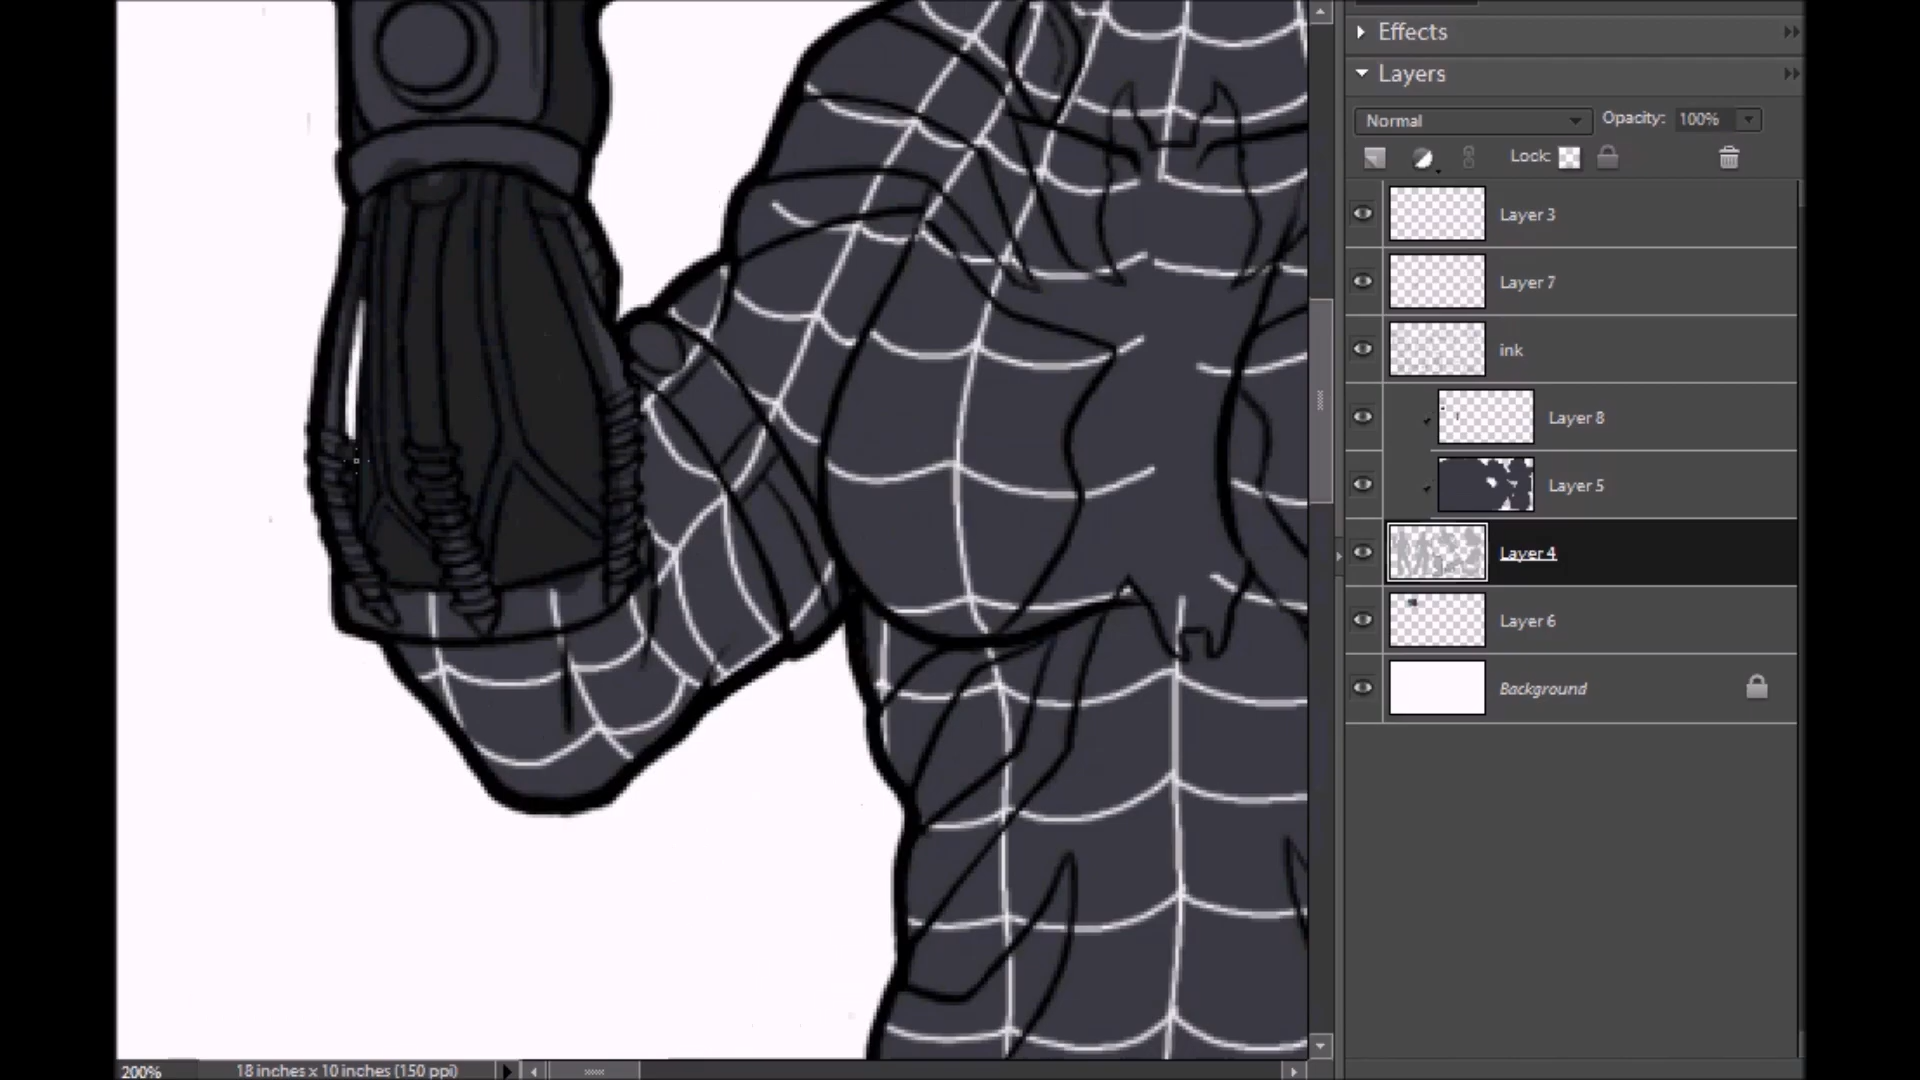 Effects
Layers
Normal Opacity: 100%
Lock:
Layer 3
Layer 7
ink
Layer 8
Layer 5
Layer 4
Layer 6
Background
200% 18 inches x 10 inches (150 ppi)